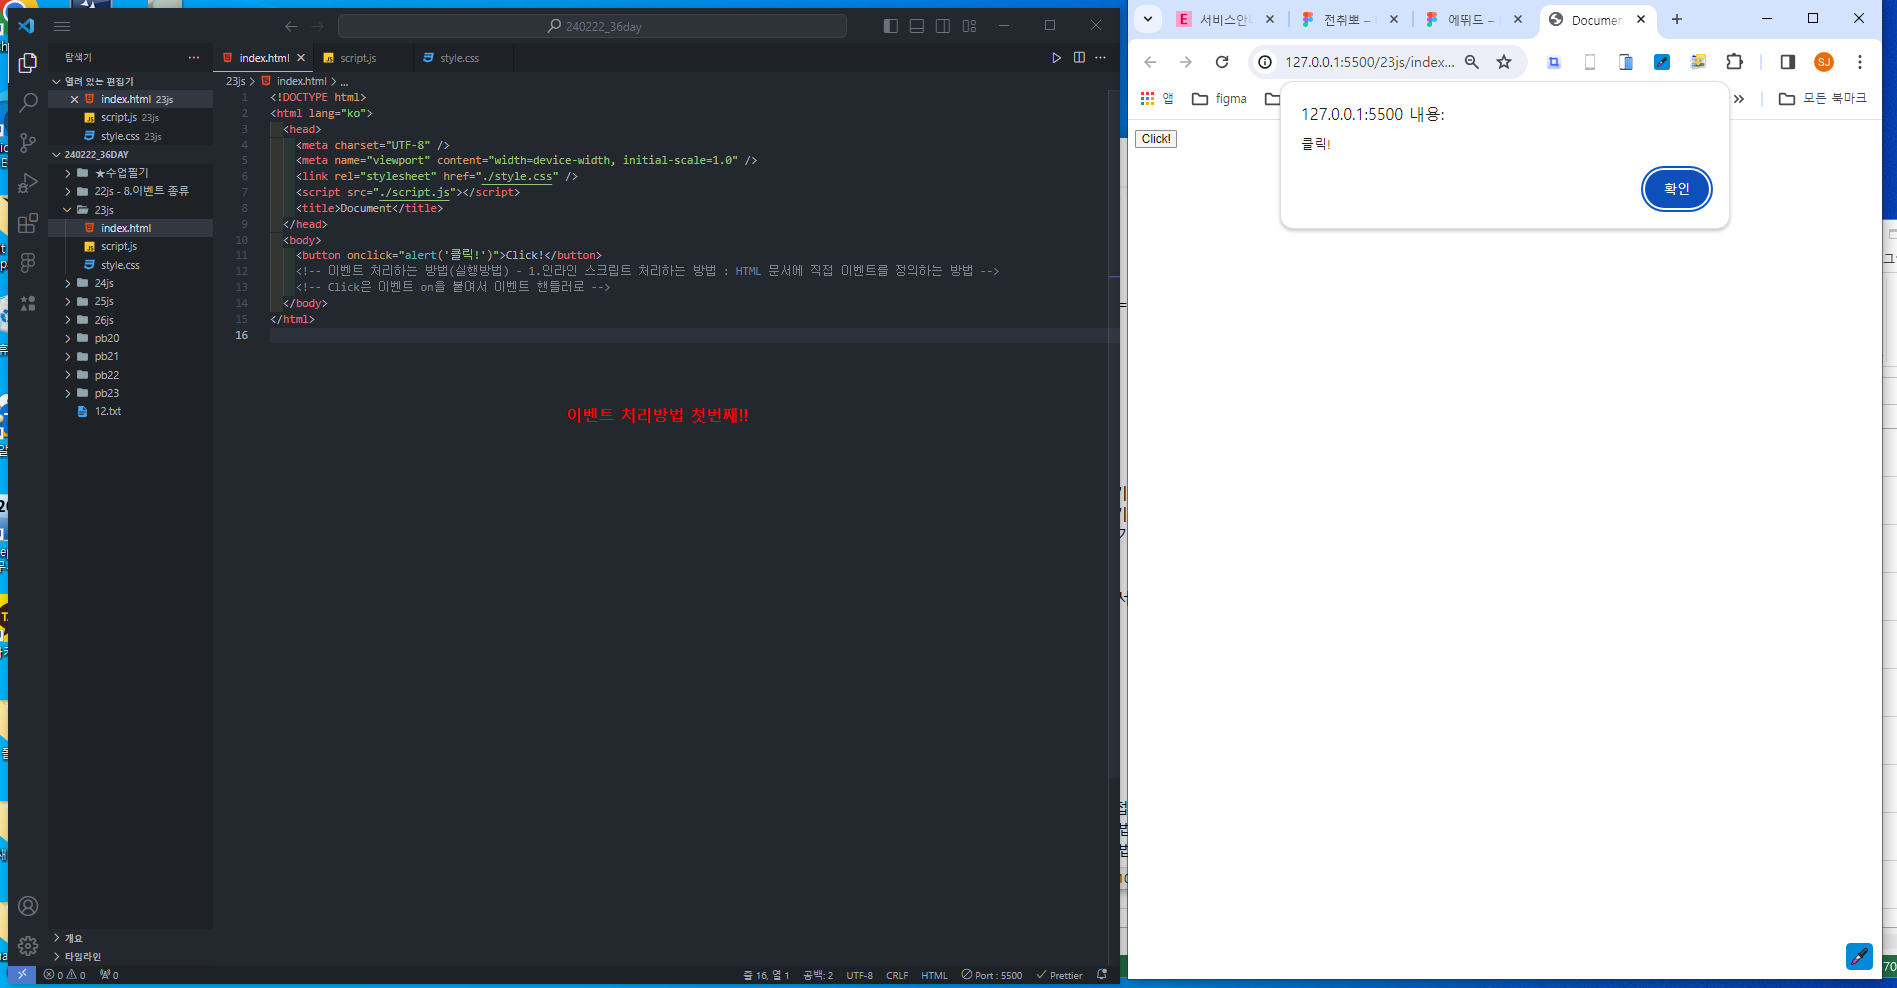 240222_36day
탐색기
index.html
script.js
style.css
열려 있는 편집기
index.html 23js
script.js 23js
style.css 23js
240222_36DAY
★수업필기
22js - 8.이벤트 종류
23js
index.html
script.js
style.css
24js
25js
26js
pb20
pb21
pb22
pb23
12.txt
개요
타임라인
23js > index.html > ...
1 <!DOCTYPE html>
2 <html lang="ko">
3 <head>
4 <meta charset="UTF-8" />
5 <meta name="viewport" content="width=device-width, initial-scale=1.0" />
6 <link rel="stylesheet" href="./style.css" />
7 <script src="./script.js"></script>
8 <title>Document</title>
9 </head>
10 <body>
11 <button onclick="alert('클릭!')">Click!</button>
12 <!-- 이벤트 처리하는 방법(실행방법) - 1.인라인 스크립트 처리하는 방법 : HTML 문서에 직접 이벤트를 정의하는 방법 -->
13 <!-- Click은 이벤트 on을 붙여서 이벤트 핸들러로 -->
14 </body>
15 </html>
16
이벤트 처리방법 첫번째!!
0 0 0
줄 16, 열 1 공백: 2 UTF-8 CRLF HTML Port : 5500 Prettier
서비스안
전취뽀 –
에뛰드 –
Documen
127.0.0.1:5500/23js/index...
SJ
앱
figma
모든 북마크
Click!
127.0.0.1:5500 내용:
클릭!
확인
70